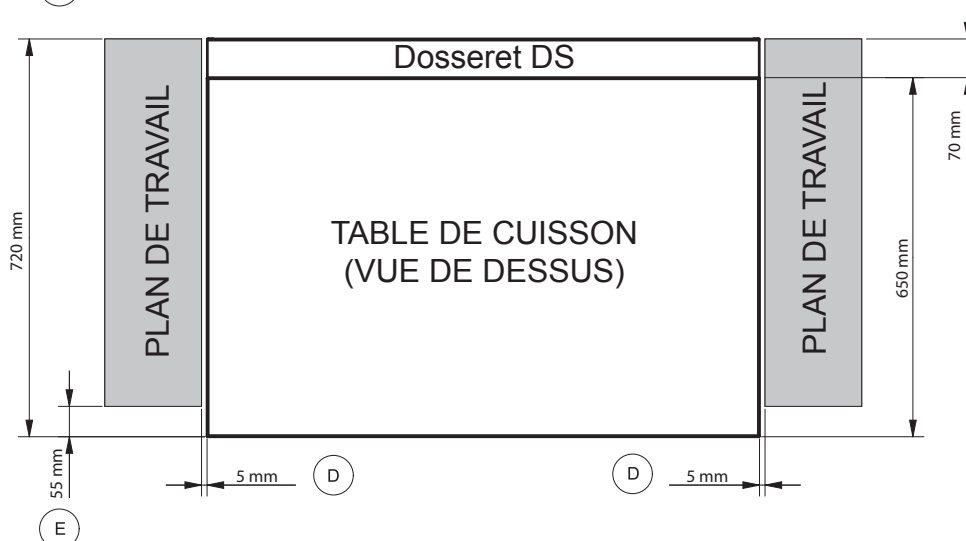 Dosseret DS
70 mm
PLAN DE TRAVAIL
PLAN DE TRAVAIL
TABLE DE CUISSON
(VUE DE DESSUS)
720 mm
650 mm
55 mm
5 mm
D
D
5 mm
E